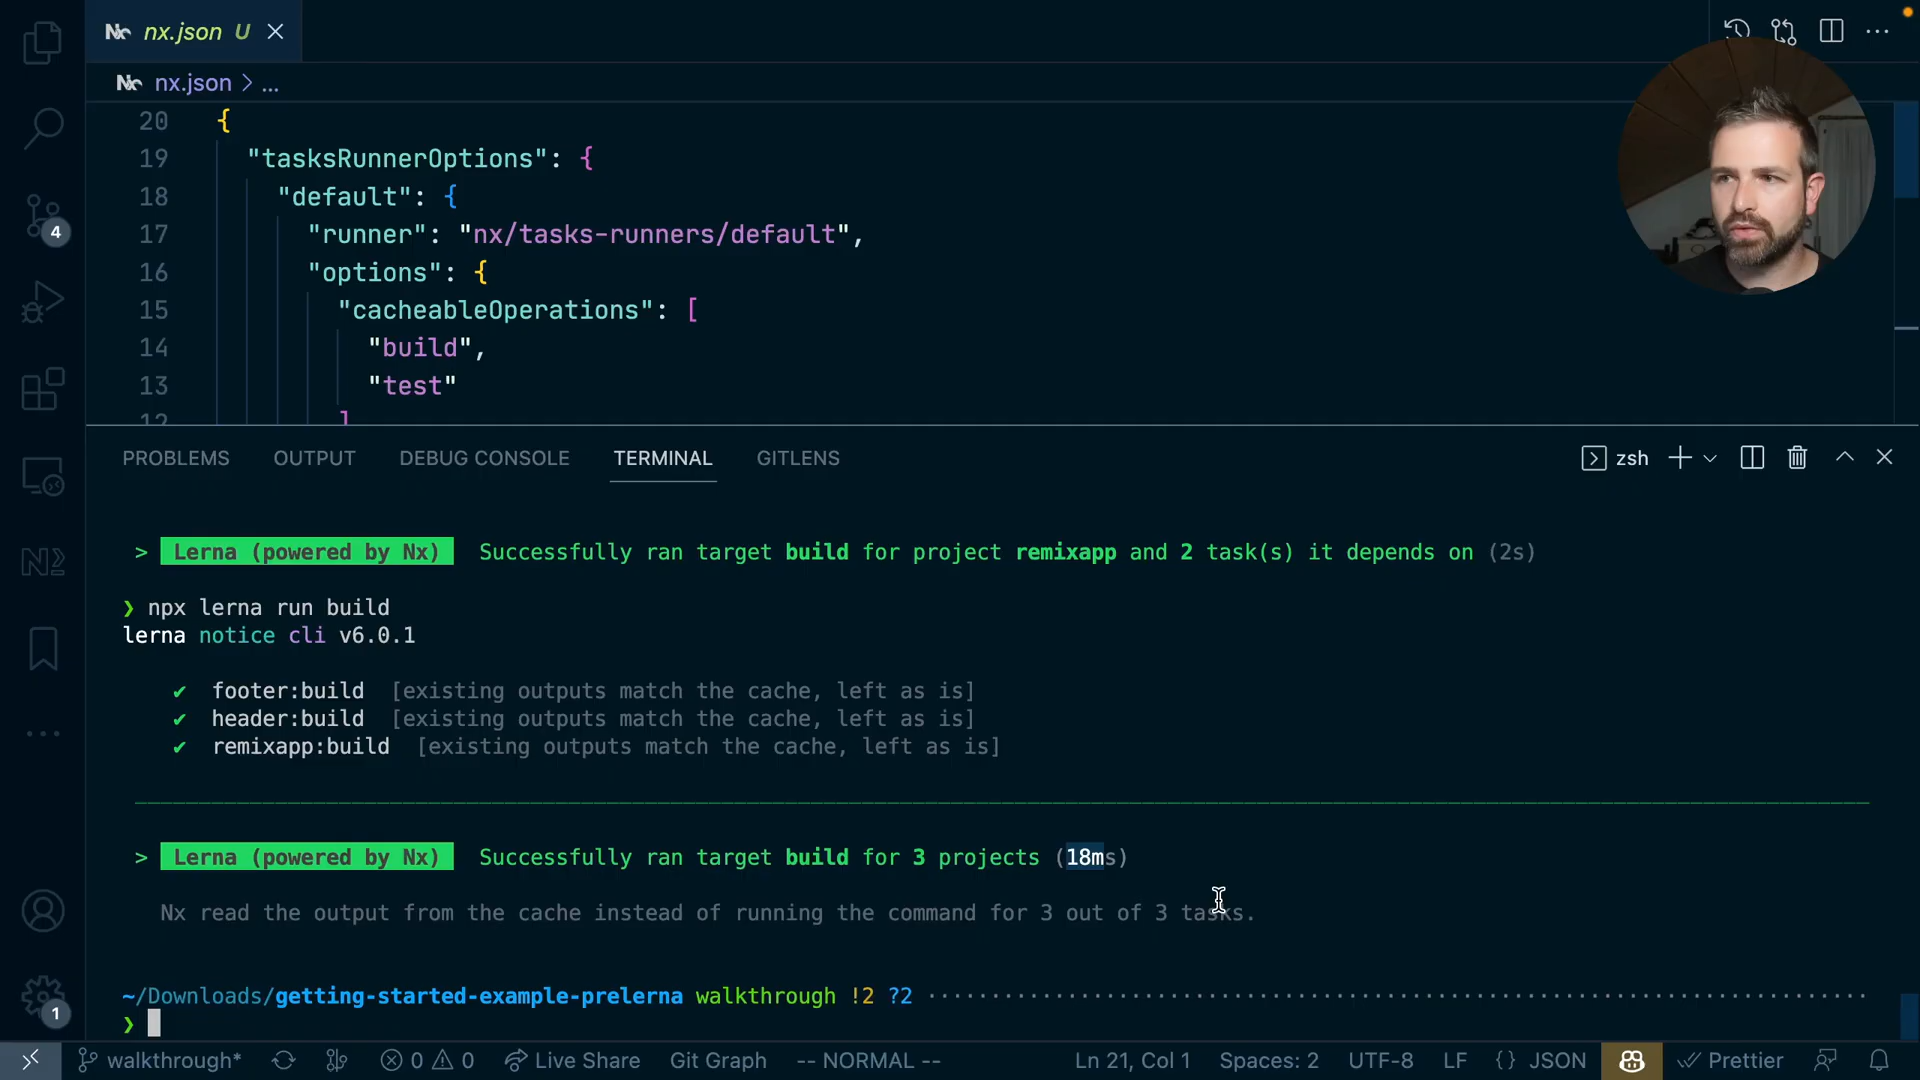 nx.json U
nx.json > ...
20 {
19 "tasksRunnerOptions": {
18 "default": {
17 "runner": "nx/tasks-runners/default",
16 "options": {
15 "cacheableOperations": [
14 "build",
13 "test"
12 ]
4
PROBLEMS OUTPUT DEBUG CONSOLE TERMINAL GITLENS zsh
> Lerna (powered by Nx) Successfully ran target build for project remixapp and 2 task(s) it depends on (2s)
❯ npx lerna run build
lerna notice cli v6.0.1
✔ footer:build [existing outputs match the cache, left as is]
✔ header:build [existing outputs match the cache, left as is]
✔ remixapp:build [existing outputs match the cache, left as is]
> Lerna (powered by Nx) Successfully ran target build for 3 projects (18ms)
Nx read the output from the cache instead of running the command for 3 out of 3 tasks.
~/Downloads/getting-started-example-prelerna walkthrough !2 ?2
❯
1
walkthrough* 0 0 Live Share Git Graph -- NORMAL -- Ln 21, Col 1 Spaces: 2 UTF-8 LF {} JSON Prettier